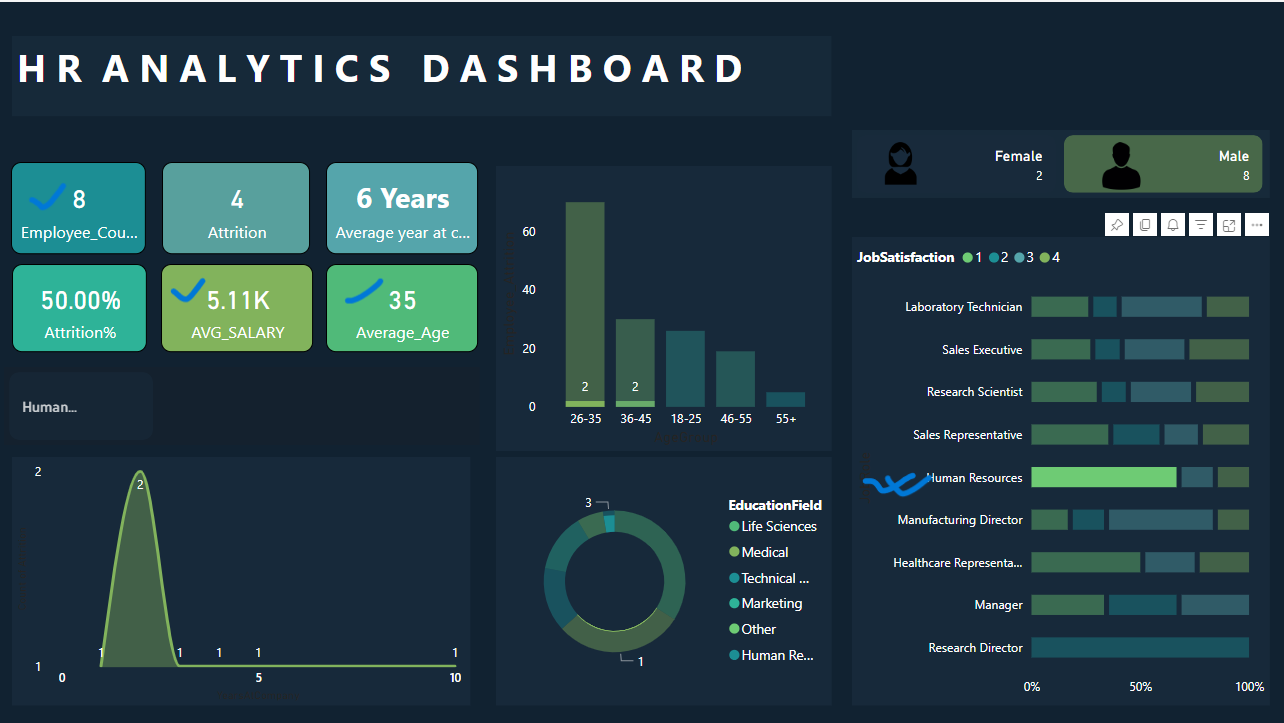 HR ANALYTICS DASHBOARD
8
Employee_Cou...
4
Attrition
6 Years
Average year at c...
50.00%
Attrition%
5.11K
AVG_SALARY
35
Average_Age
Human...
60
40
20
0
2
2
26-35
36-45
18-25
46-55
55+
Female
2
Male
8
JobSatisfaction 1 2 3 4
Laboratory Technician
Sales Executive
Research Scientist
Sales Representative
Human Resources
Manufacturing Director
Healthcare Representa...
Manager
Research Director
0% 50% 100%
2
2
1
1
1
1
1
1
0 5 10
3
1
EducationField
Life Sciences
Medical
Technical ...
Marketing
Other
Human Re...